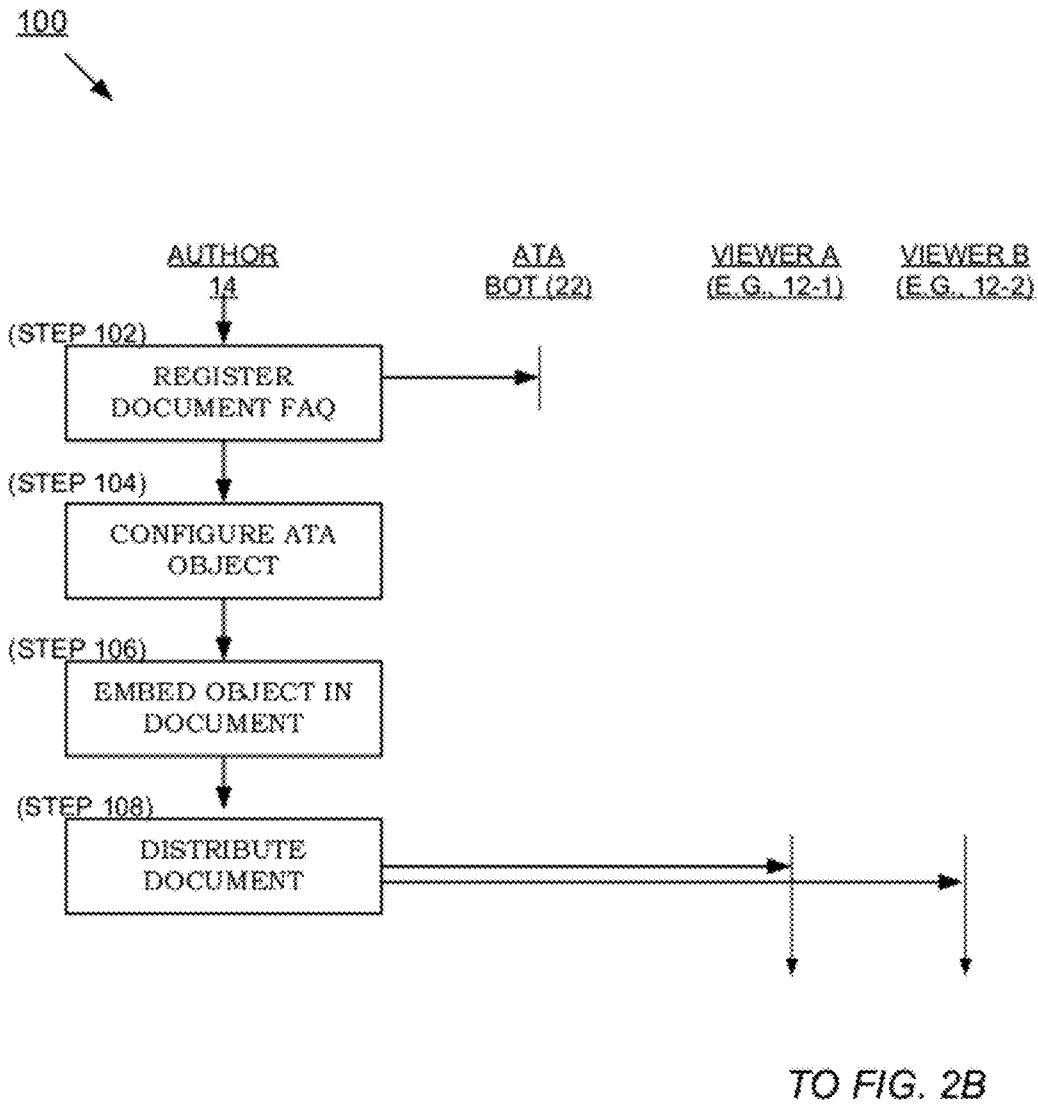 100
AUTHOR
14
ATA
BOT (22)
VIEWER A
(E.G., 12-1)
VIEWER B
(E.G., 12-2)
(STEP 102)
REGISTER
DOCUMENT FAQ
(STEP 104)
CONFIGURE ATA
OBJECT
(STEP 106)
EMBED OBJECT IN
DOCUMENT
(STEP 108)
DISTRIBUTE
DOCUMENT
TO FIG. 2B